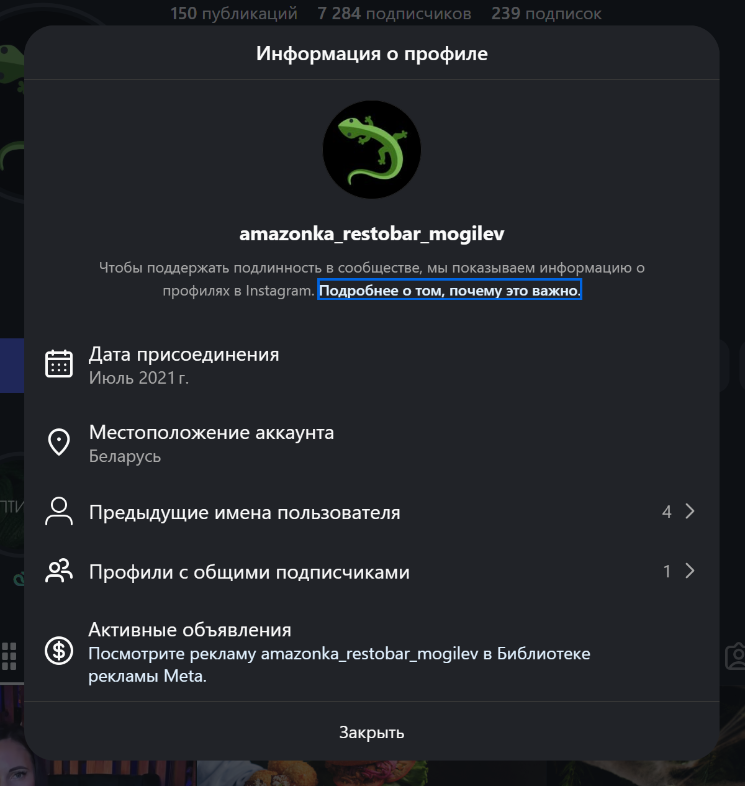 150 публикаций 7 284 подписчиков 239 подписок
Информация о профиле
amazonka_restobar_mogilev
Чтобы поддержать подлинность в сообществе, мы показываем информацию о
профилях в Instagram. Подробнее о том, почему это важно.
Дата присоединения
Июль 2021 г.
Местоположение аккаунта
Беларусь
Предыдущие имена пользователя 4
Профили с общими подписчиками 1
Активные объявления
Посмотрите рекламу amazonka_restobar_mogilev в Библиотеке
рекламы Meta.
Закрыть